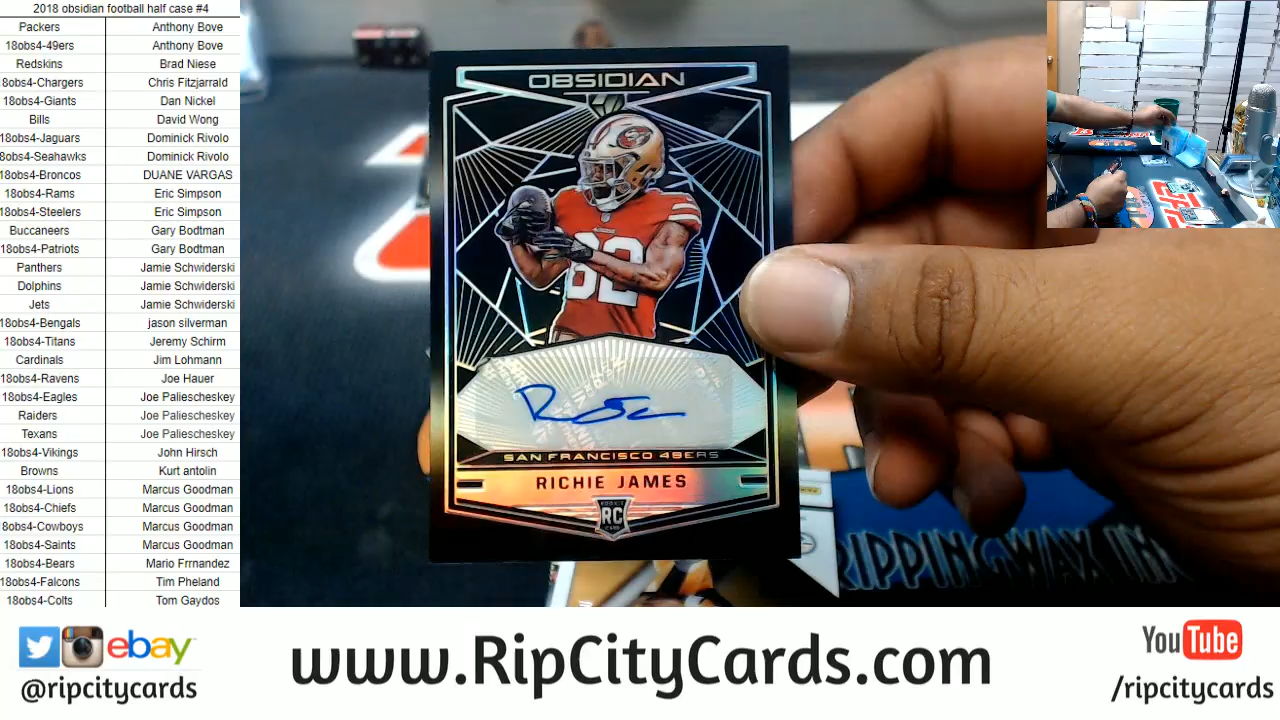 2018 obsidian football half case #4
Packers Anthony Bove
18obs4-49ers Anthony Bove
Redskins Brad Niese
8obs4-Chargers Chris Fitzjarrald
18obs4-Giants Dan Nickel
Bills David Wong
18obs4-Jaguars Dominick Rivolo
8obs4-Seahawks Dominick Rivolo
18obs4-Broncos DUANE VARGAS
18obs4-Rams Eric Simpson
18obs4-Steelers Eric Simpson
Buccaneers Gary Bodtman
18obs4-Patriots Gary Bodtman
Panthers Jamie Schwiderski
Dolphins Jamie Schwiderski
Jets Jamie Schwiderski
18obs4-Bengals jason silverman
18obs4-Titans Jeremy Schirm
Cardinals Jim Lohmann
18obs4-Ravens Joe Hauer
18obs4-Eagles Joe Paliescheskey
Raiders Joe Paliescheskey
Texans Joe Paliescheskey
18obs4-Vikings John Hirsch
Browns Kurt antolin
18obs4-Lions Marcus Goodman
18obs4-Chiefs Marcus Goodman
8obs4-Cowboys Marcus Goodman
18obs4-Saints Marcus Goodman
18obs4-Bears Mario Frrnandez
18obs4-Falcons Tim Pheland
18obs4-Colts Tom Gaydos
OBSIDIAN
82
SAN FRANCISCO 49ERS
RICHIE JAMES
RC
RIPPINGWAX IN
ebay
@ripcitycards
www.RipCityCards.com
YouTube
/ripcitycards